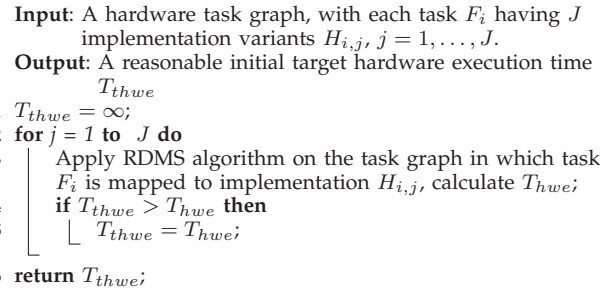 Input: A hardware task graph, with each task F_i having J
implementation variants H_{i,j}, j = 1, . . . , J.
Output: A reasonable initial target hardware execution time
T_{thwe}
T_{thwe} = ∞;
for j = 1 to J do
Apply RDMS algorithm on the task graph in which task
F_i is mapped to implementation H_{i,j}, calculate T_{hwe};
if T_{thwe} > T_{hwe} then
T_{thwe} = T_{hwe};
return T_{thwe};